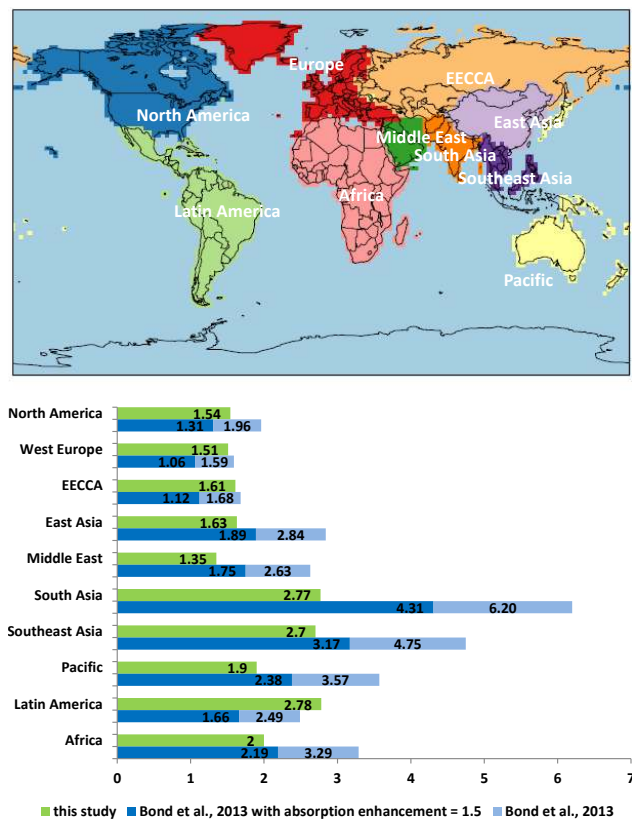 Europe
EECCA
North America
East Asia
Middle East
South Asia
Southeast Asia
Africa
Latin America
Pacific
North America
1.54
1.31 1.96
West Europe
1.51
1.06 1.59
EECCA
1.61
1.12 1.68
East Asia
1.63
1.89 2.84
Middle East
1.35
1.75 2.63
South Asia
2.77
4.31 6.20
Southeast Asia
2.7
3.17 4.75
Pacific
1.9
2.38 3.57
Latin America
2.78
1.66 2.49
Africa
2
2.19 3.29
0 1 2 3 4 5 6 7
this study Bond et al., 2013 with absorption enhancement = 1.5 Bond et al., 2013